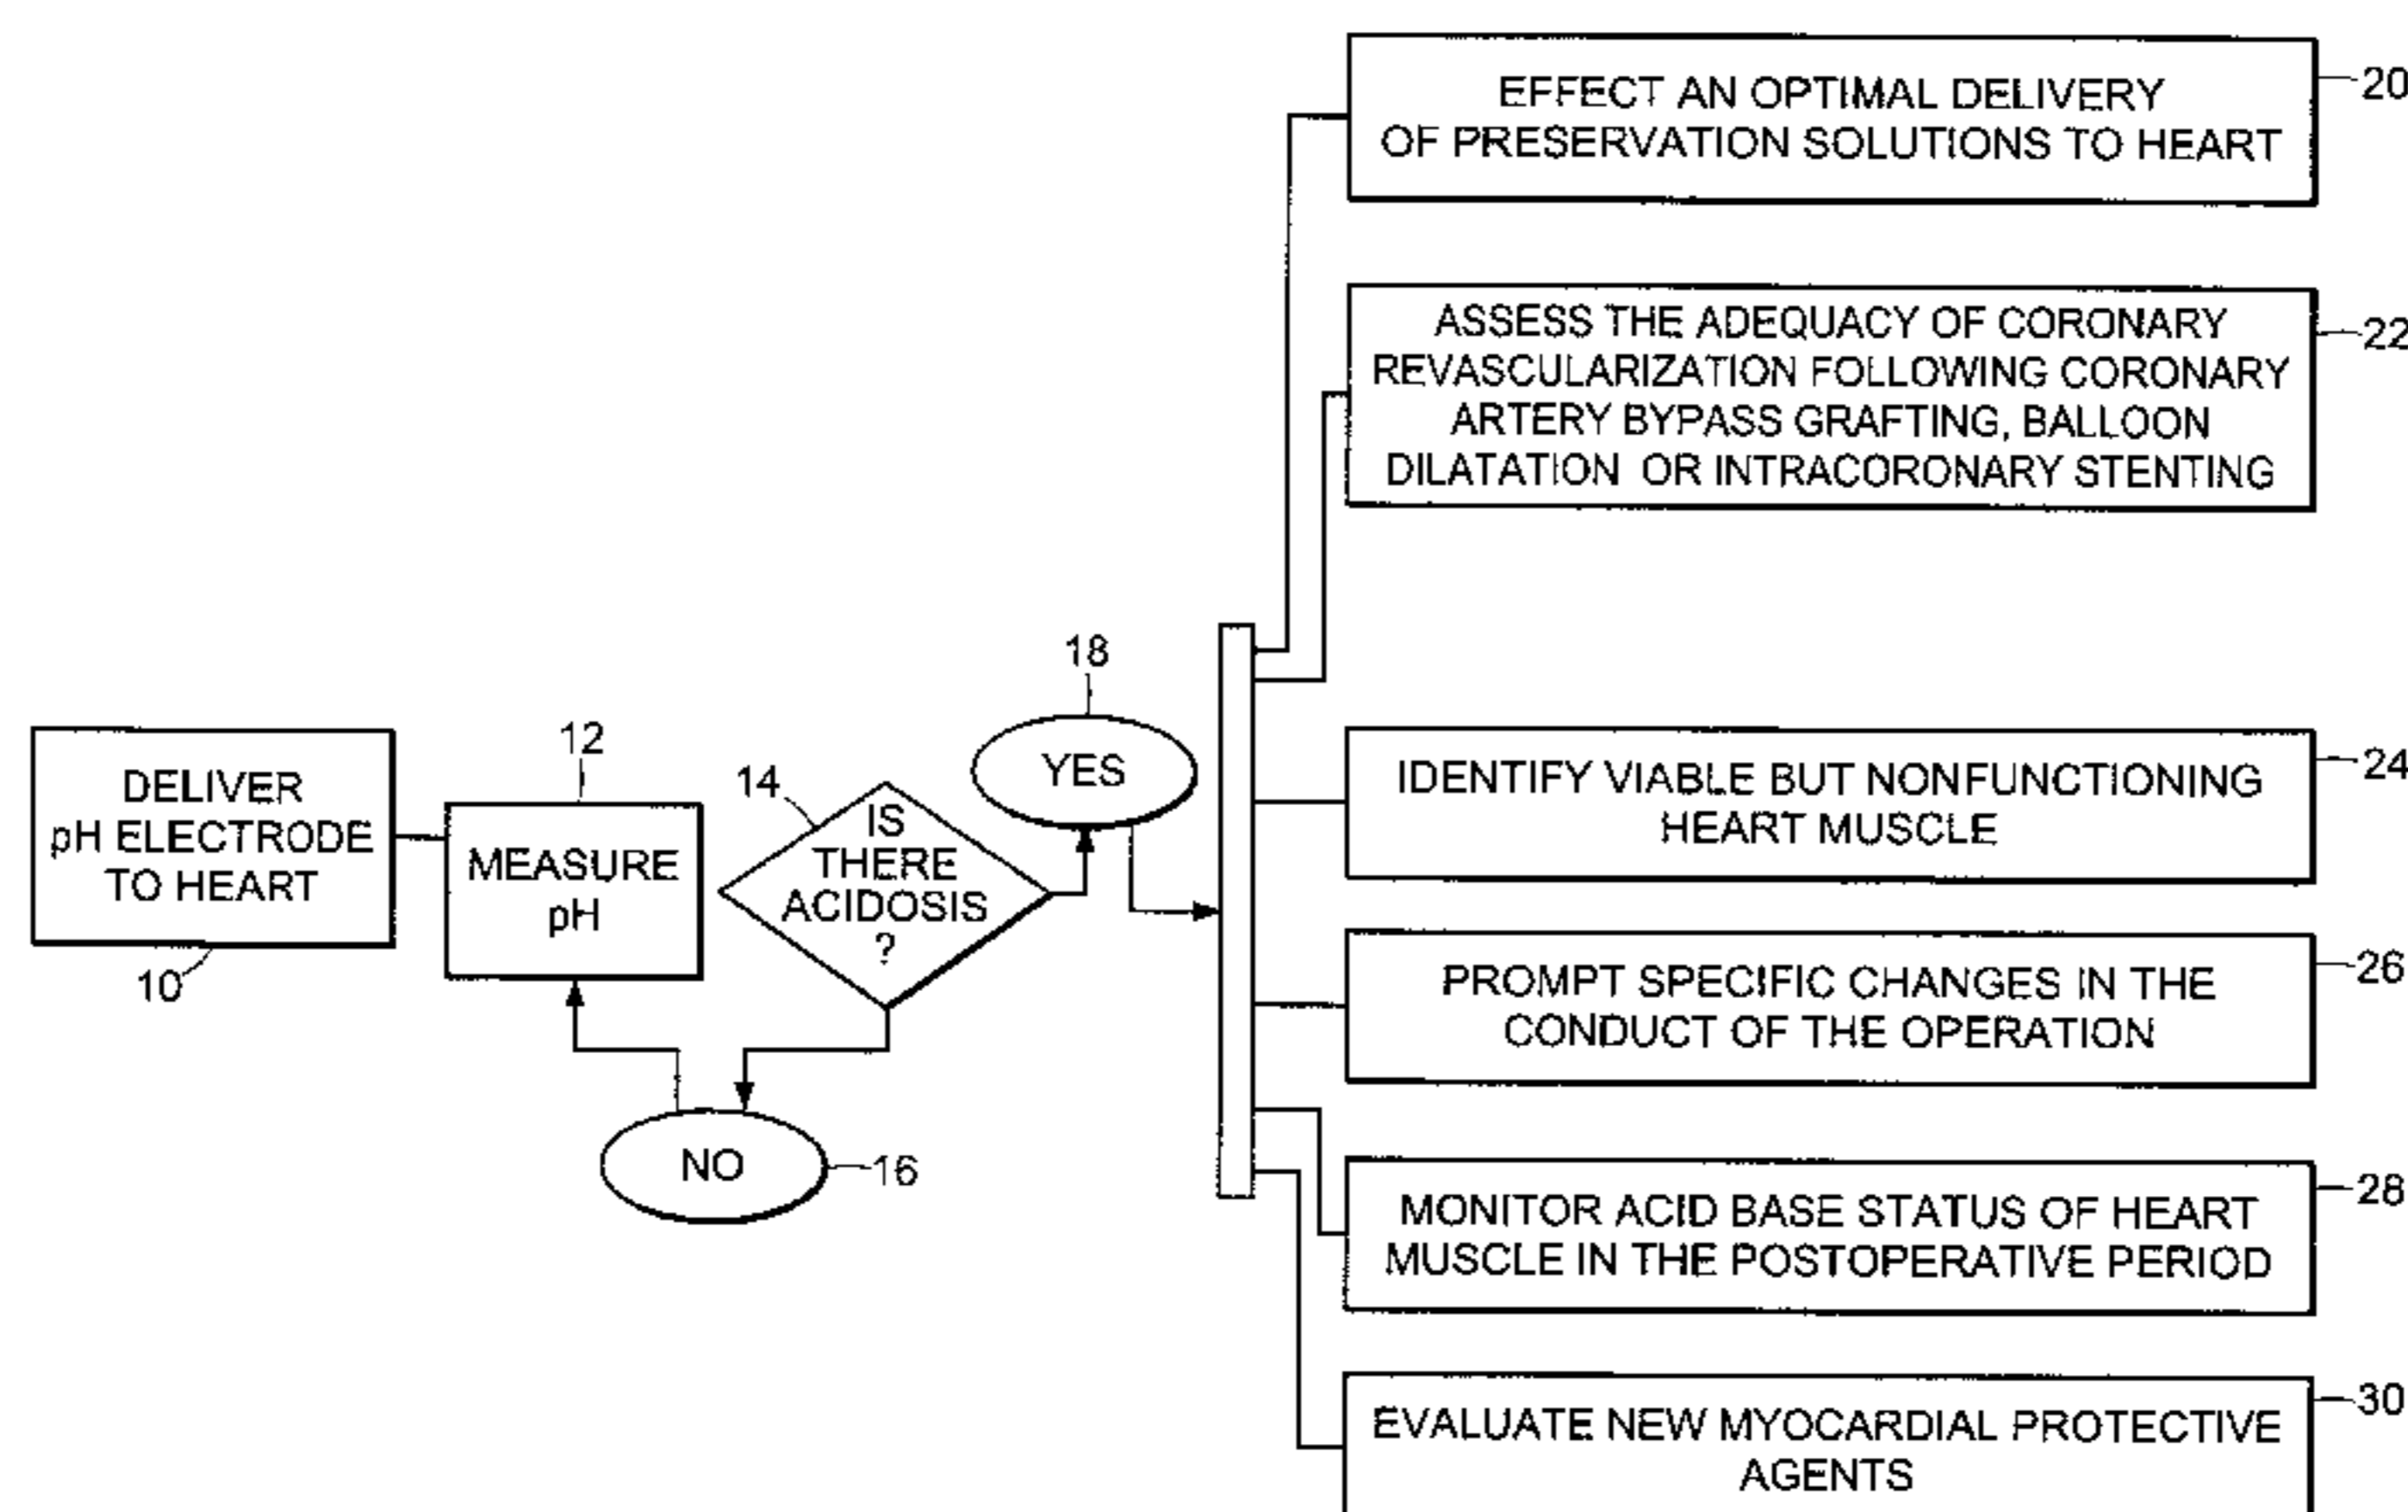 DELIVER
pH ELECTRODE
TO HEART
10
12
MEASURE
pH
14
IS
THERE
ACIDOSIS
?
NO
16
18
YES
EFFECT AN OPTIMAL DELIVERY
OF PRESERVATION SOLUTIONS TO HEART
20
ASSESS THE ADEQUACY OF CORONARY
REVASCULARIZATION FOLLOWING CORONARY
ARTERY BYPASS GRAFTING, BALLOON
DILATATION OR INTRACORONARY STENTING
22
IDENTIFY VIABLE BUT NONFUNCTIONING
HEART MUSCLE
24
PROMPT SPECIFIC CHANGES IN THE
CONDUCT OF THE OPERATION
26
MONITOR ACID BASE STATUS OF HEART
MUSCLE IN THE POSTOPERATIVE PERIOD
28
EVALUATE NEW MYOCARDIAL PROTECTIVE
AGENTS
30